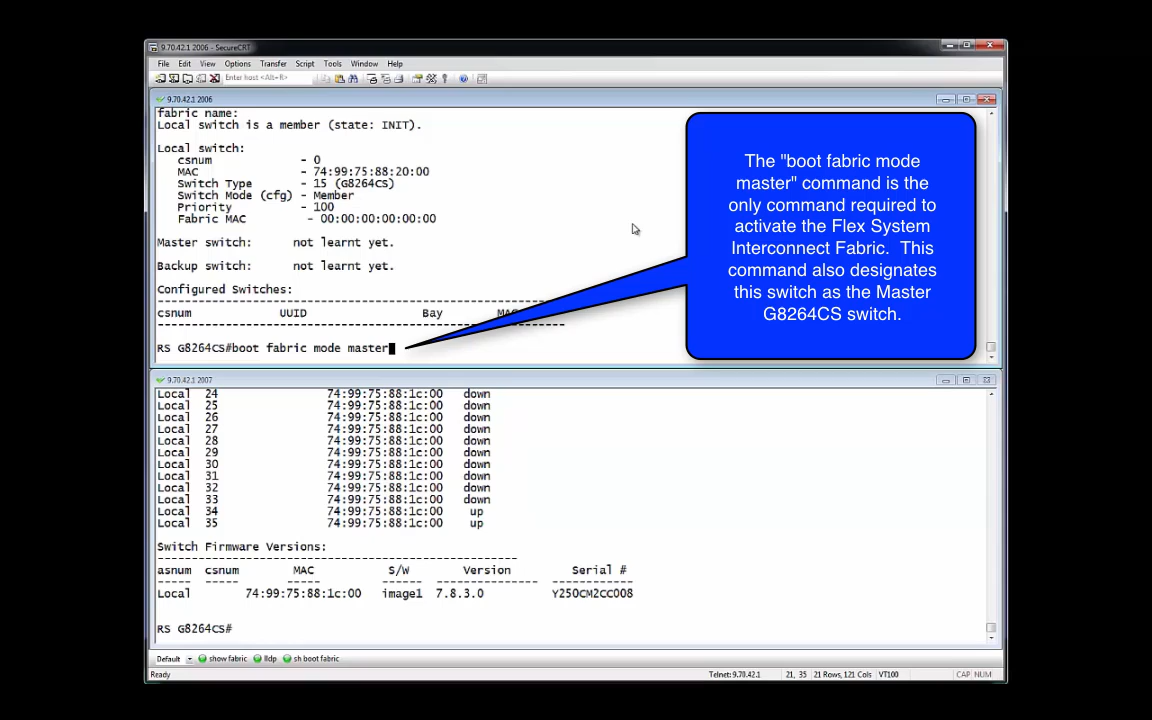 9.70.42.1 2006 - SecureCRT
File Edit View Options Transfer Script Tools Window Help
Enter host <Alt+R>
9.70.42.1 2006
fabric name:
Local switch is a member (state: INIT).
Local switch:
csnum - 0
MAC - 74:99:75:88:20:00
Switch Type - 15 (G8264CS)
Switch Mode (cfg) - Member
Priority - 100
Fabric MAC - 00:00:00:00:00:00
Master switch: not learnt yet.
Backup switch: not learnt yet.
Configured Switches:
--------------------------------------------------------------
csnum UUID Bay MAC
--------------------------------------------------------------
RS G8264CS#boot fabric mode master
The "boot fabric mode
master" command is the
only command required to
activate the Flex System
Interconnect Fabric. This
command also designates
this switch as the Master
G8264CS switch.
9.70.42.1 2007
Local 24 74:99:75:88:1c:00 down
Local 25 74:99:75:88:1c:00 down
Local 26 74:99:75:88:1c:00 down
Local 27 74:99:75:88:1c:00 down
Local 28 74:99:75:88:1c:00 down
Local 29 74:99:75:88:1c:00 down
Local 30 74:99:75:88:1c:00 down
Local 31 74:99:75:88:1c:00 down
Local 32 74:99:75:88:1c:00 down
Local 33 74:99:75:88:1c:00 down
Local 34 74:99:75:88:1c:00 up
Local 35 74:99:75:88:1c:00 up
Switch Firmware Versions:
------------------------------------------------------
asnum csnum MAC S/W Version Serial #
----- ----- ----- ------ --------------- ------------
Local 74:99:75:88:1c:00 image1 7.8.3.0 Y250CM2CC008
RS G8264CS#
Default show fabric lldp sh boot fabric
Ready Telnet: 9.70.42.1 21, 35 21 Rows, 121 Cols VT100 CAP NUM